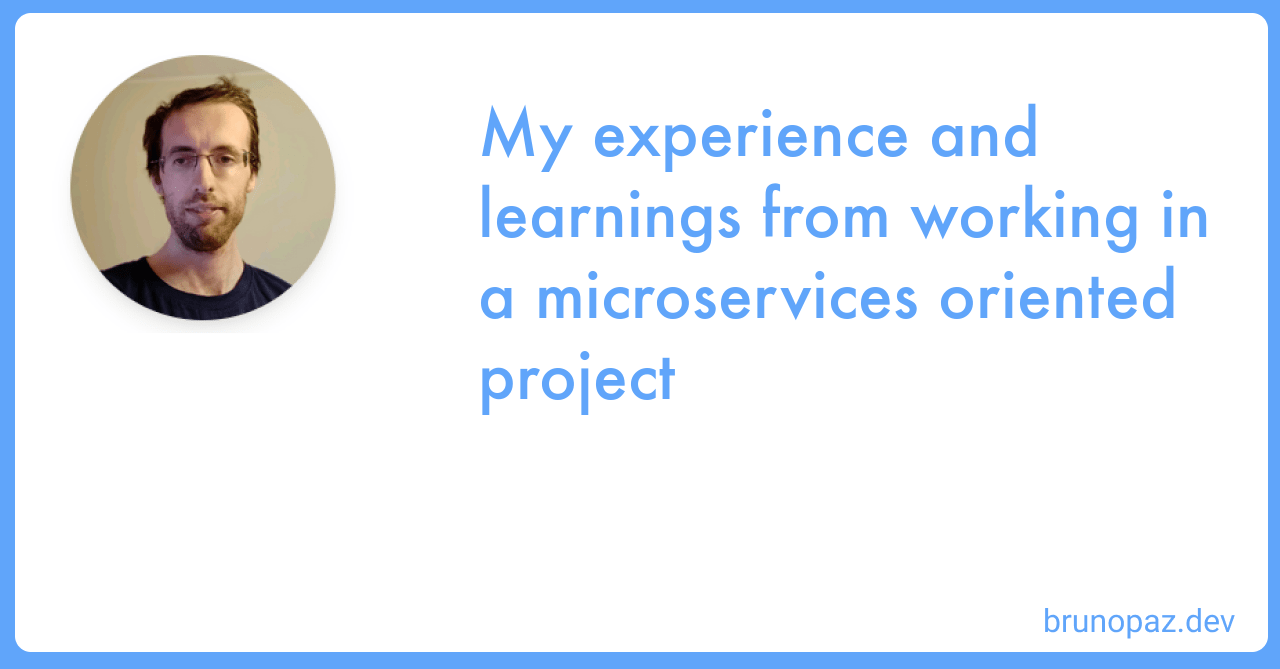 My experience and
learnings from working in
a microservices oriented
project
brunopaz.dev